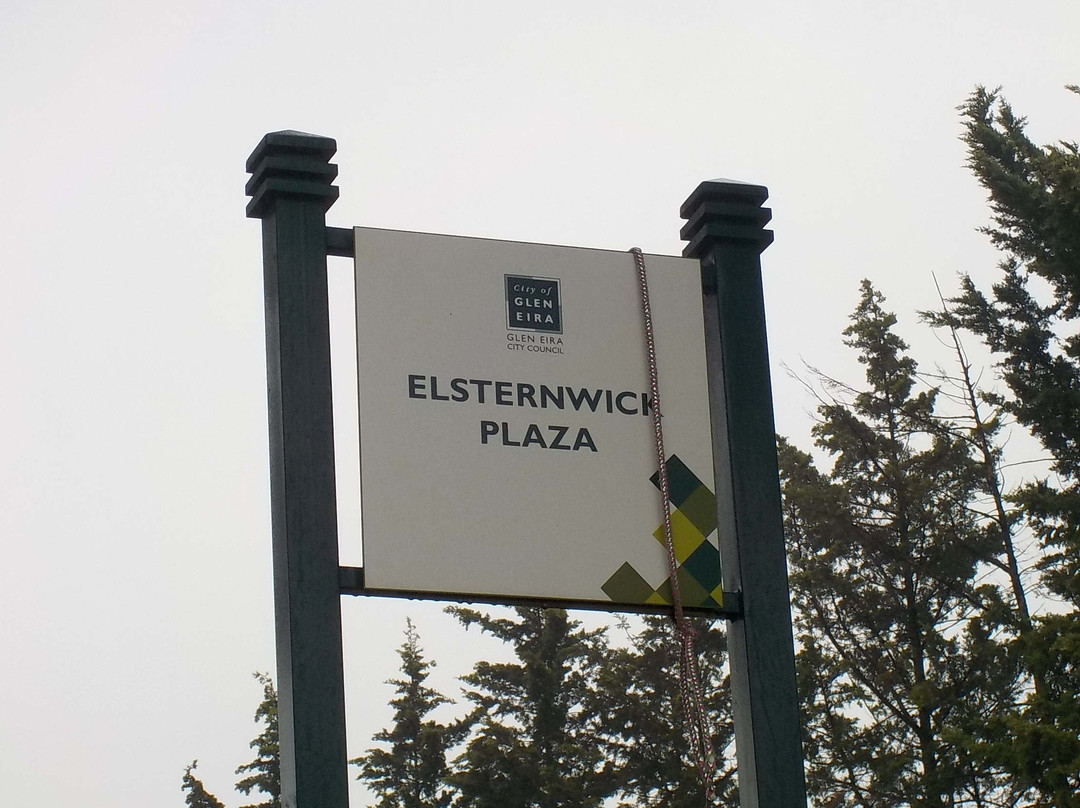 City of
GLEN
EIRA
GLEN EIRA
CITY COUNCIL
ELSTERNWICK
PLAZA